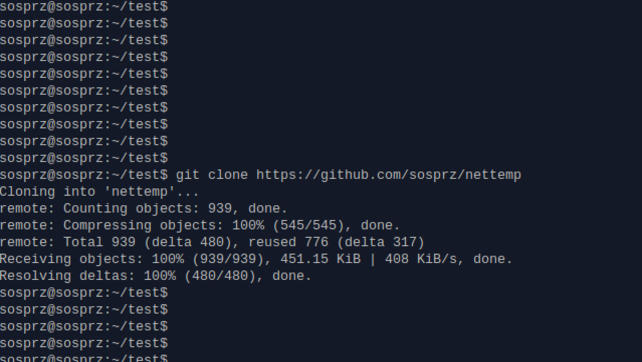 sosprz@sosprz:~/test$
sosprz@sosprz:~/test$
sosprz@sosprz:~/test$
sosprz@sosprz:~/test$
sosprz@sosprz:~/test$
sosprz@sosprz:~/test$
sosprz@sosprz:~/test$
sosprz@sosprz:~/test$
sosprz@sosprz:~/test$
sosprz@sosprz:~/test$
sosprz@sosprz:~/test$ git clone https://github.com/sosprz/nettemp
Cloning into 'nettemp'...
remote: Counting objects: 939, done.
remote: Compressing objects: 100% (545/545), done.
remote: Total 939 (delta 480), reused 776 (delta 317)
Receiving objects: 100% (939/939), 451.15 KiB | 408 KiB/s, done.
Resolving deltas: 100% (480/480), done.
sosprz@sosprz:~/test$
sosprz@sosprz:~/test$
sosprz@sosprz:~/test$
sosprz@sosprz:~/test$
sosprz@sosprz:~/test$